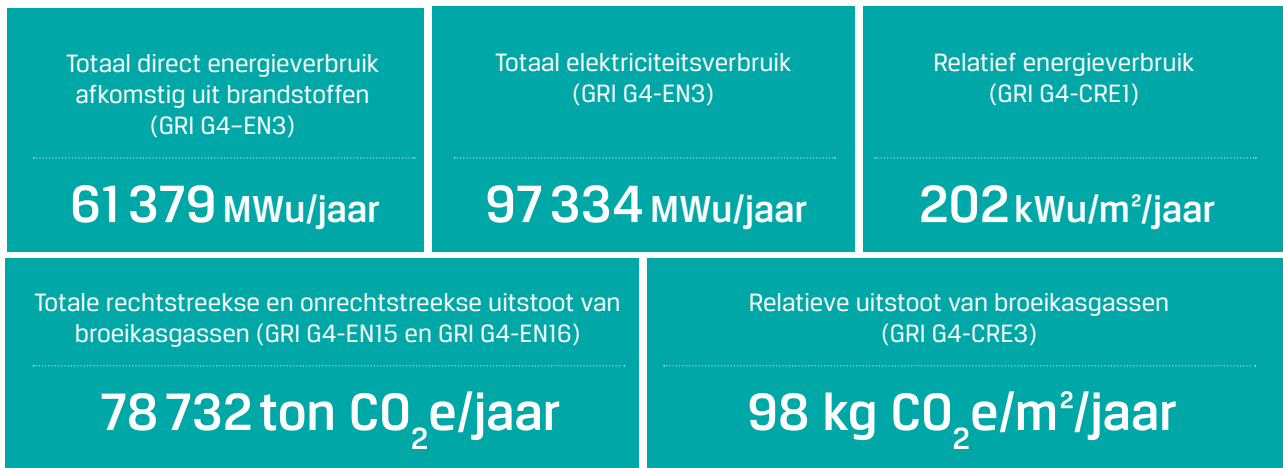 Totaal direct energieverbruik
afkomstig uit brandstoffen
(GRI G4–EN3)
61 379 MWu/jaar
Totaal elektriciteitsverbruik
(GRI G4-EN3)
97 334 MWu/jaar
Relatief energieverbruik
(GRI G4-CRE1)
202 kWu/m²/jaar
Totale rechtstreekse en onrechtstreekse uitstoot van
broeikasgassen (GRI G4-EN15 en GRI G4-EN16)
78 732 ton CO₂e/jaar
Relatieve uitstoot van broeikasgassen
(GRI G4-CRE3)
98 kg CO₂e/m²/jaar